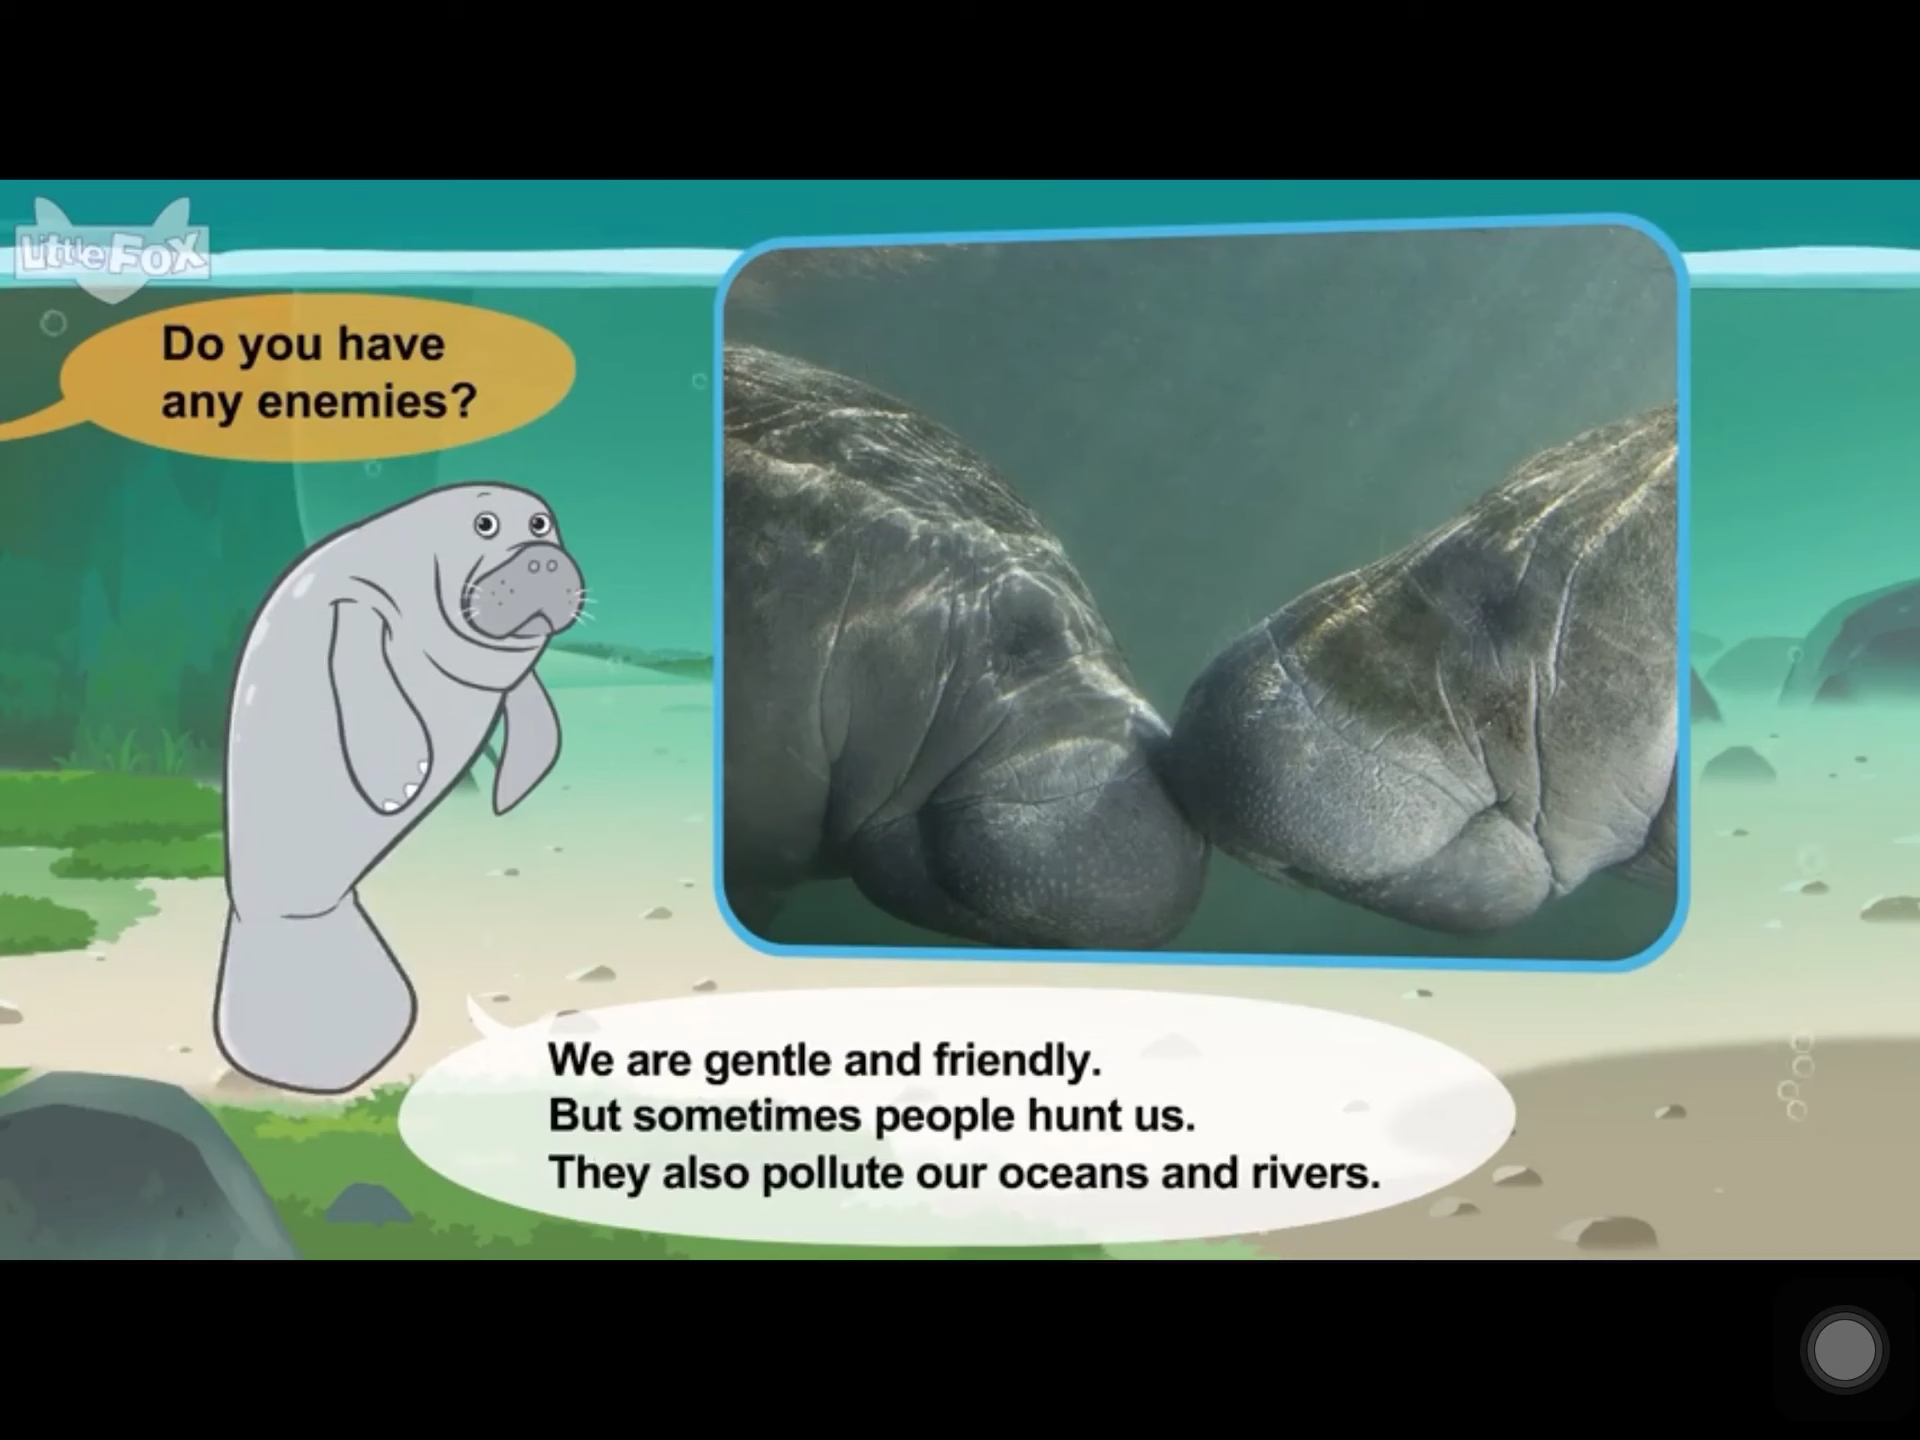 Little Fox
Do you have
any enemies?
We are gentle and friendly.
But sometimes people hunt us.
They also pollute our oceans and rivers.